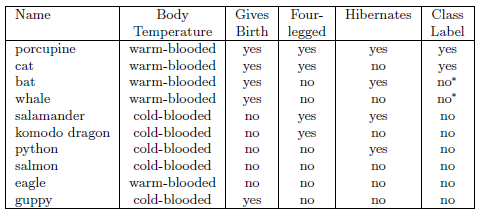 Name Body Gives Four- Hibernates Class
Temperature Birth legged Label
porcupine warm-blooded yes yes yes yes
cat warm-blooded yes yes no yes
bat warm-blooded yes no yes no*
whale warm-blooded yes no no no*
salamander cold-blooded no yes yes no
komodo dragon cold-blooded no yes no no
python cold-blooded no no yes no
salmon cold-blooded no no no no
eagle warm-blooded no no no no
guppy cold-blooded yes no no no